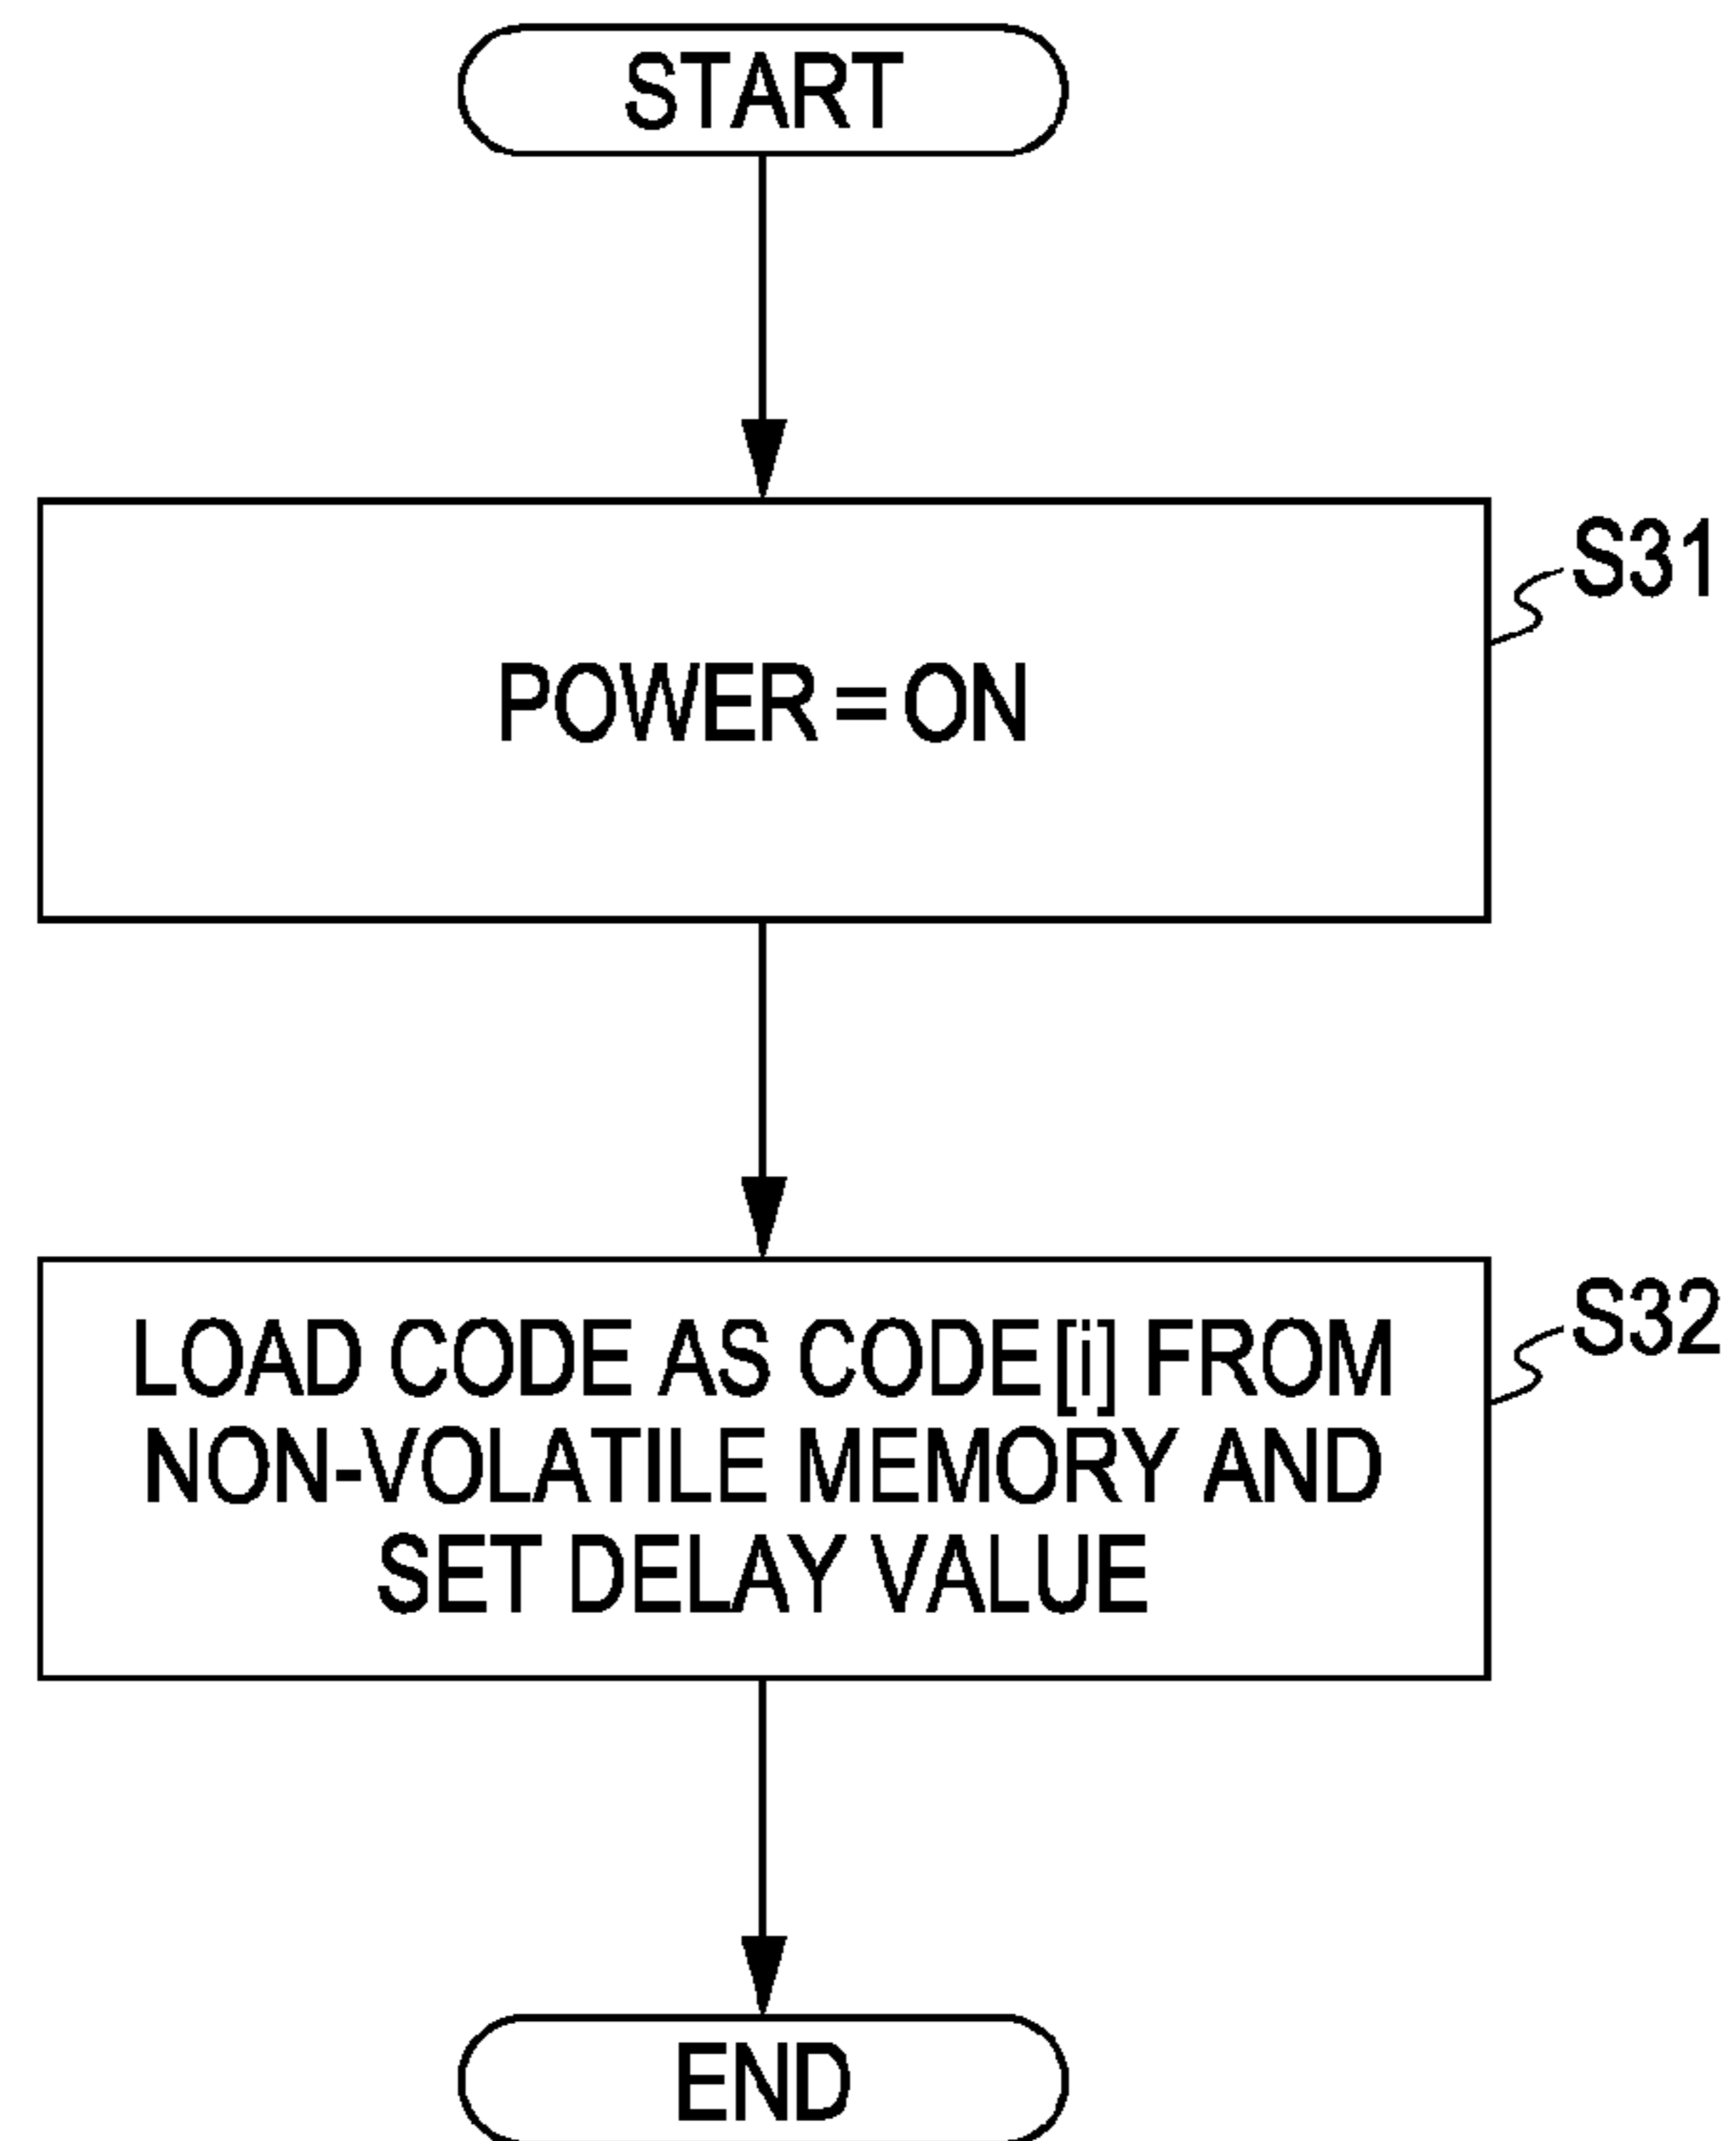 START
S31
POWER = ON
S32
LOAD CODE AS CODE [i] FROM
NON-VOLATILE MEMORY AND
SET DELAY VALUE
END